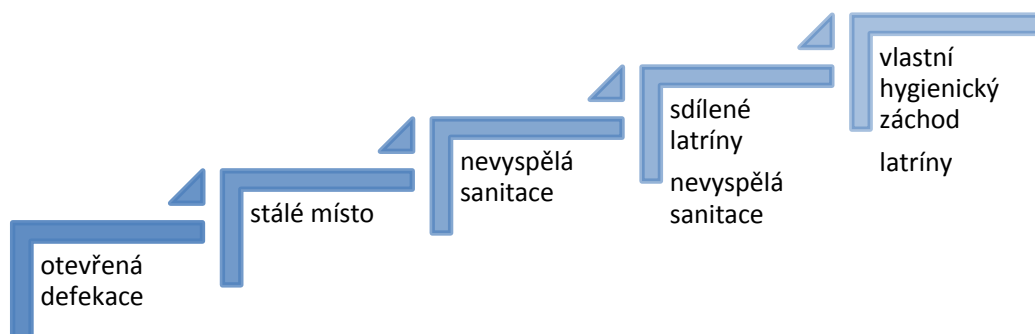 otevřená
defekace
stálé místo
nevyspělá
sanitace
sdílené
latríny
nevyspělá
sanitace
vlastní
hygienický
záchod
latríny